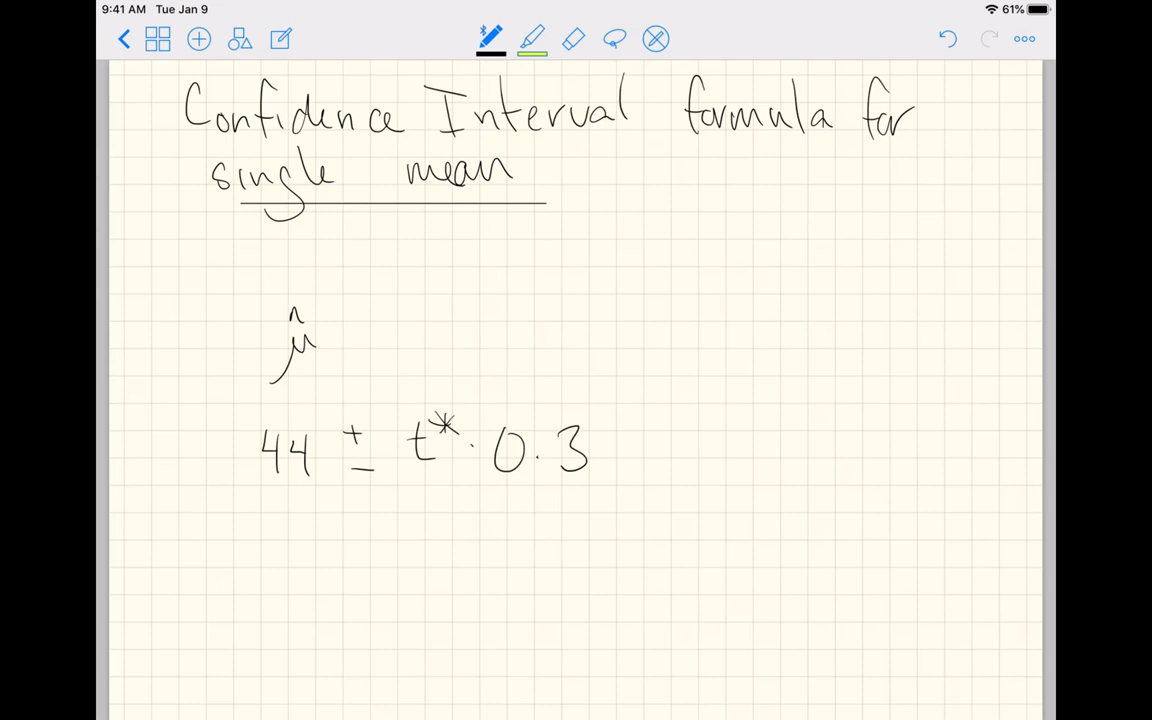 9:41 AM Tue Jan 9 61%
Confidence Interval formula for
single mean
μ̂
44 ± t* · 0.3